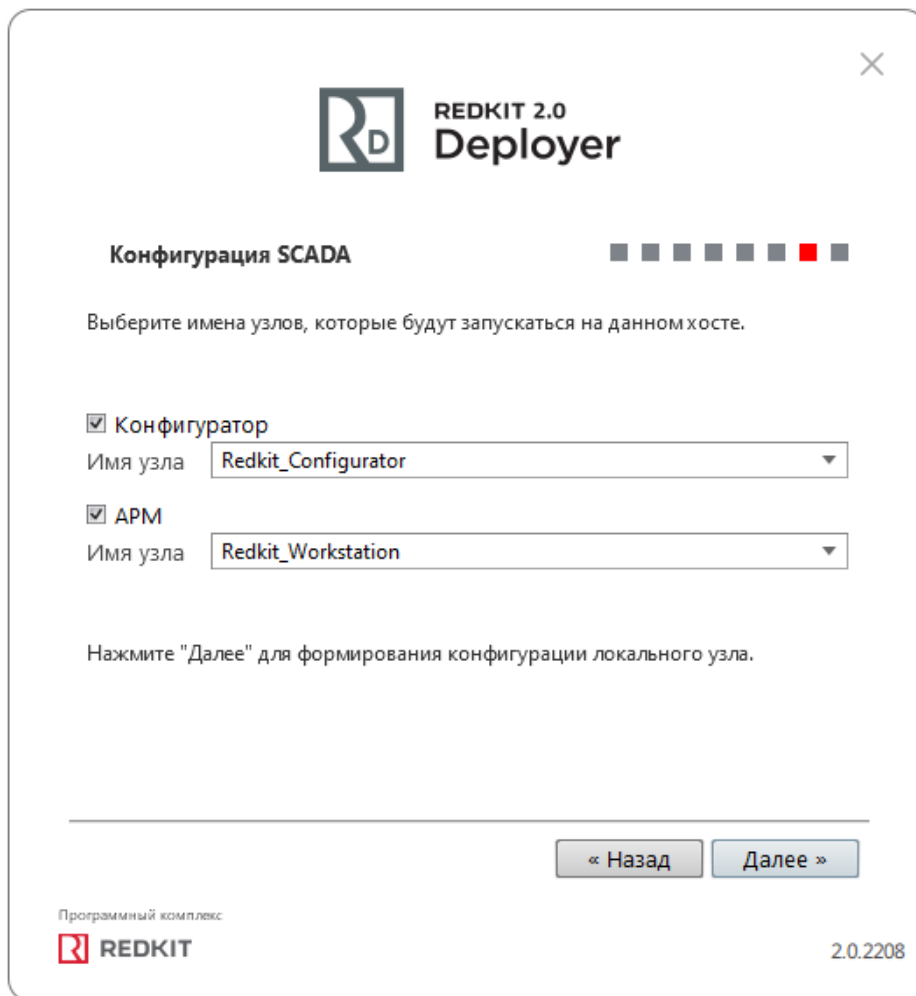 REDKIT 2.0
Deployer
Конфигурация SCADA
Выберите имена узлов, которые будут запускаться на данном хосте.
Конфигуратор
Имя узла Redkit_Configurator
АРМ
Имя узла Redkit_Workstation
Нажмите "Далее" для формирования конфигурации локального узла.
« Назад Далее »
Программный комплекс
REDKIT 2.0.2208